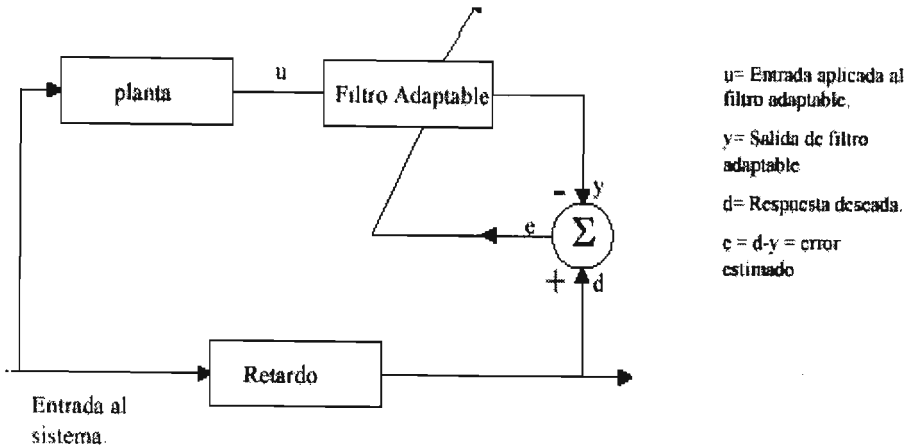 planta
u
Filtro Adaptable
- y
e
Σ
+ d
Retardo
Entrada al
sistema.
μ= Entrada aplicada al
filtro adaptable.
y= Salida de filtro
adaptable
d= Respuesta deseada.
e = d-y = error
estimado